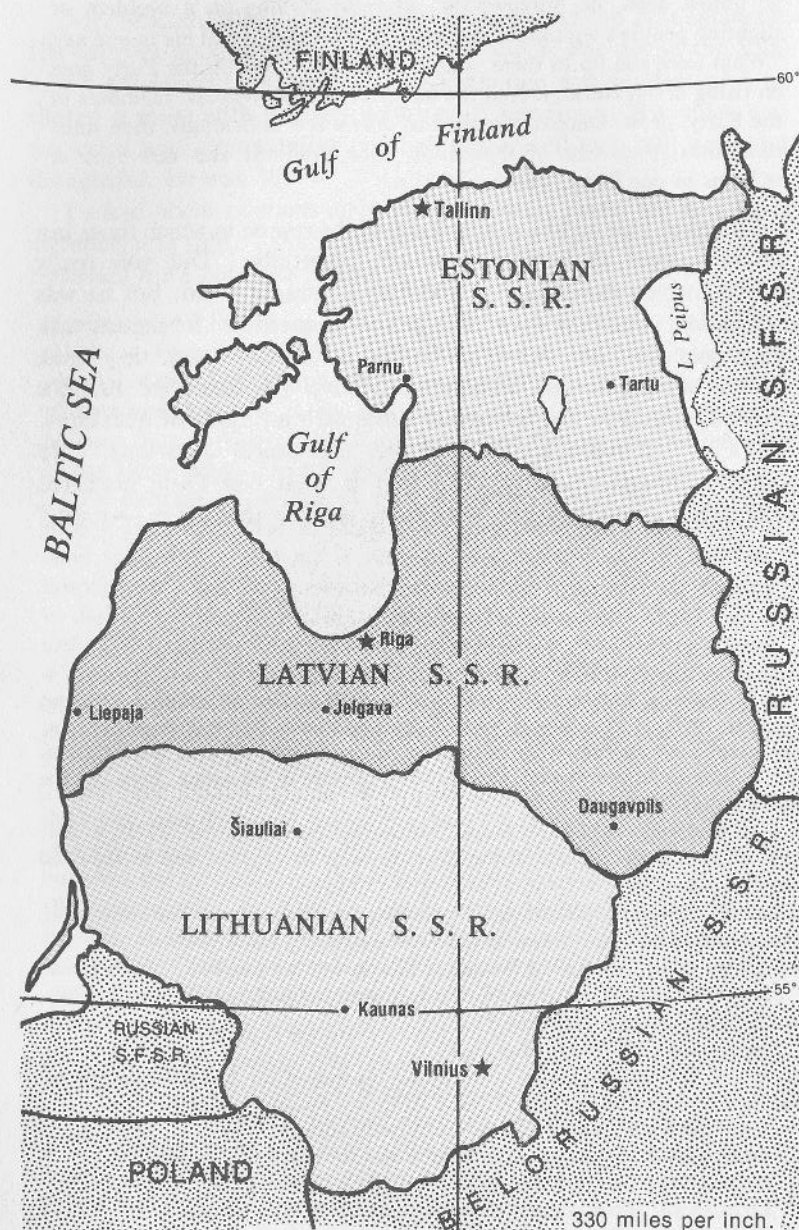 FINLAND
60°
Gulf of Finland
Tallinn
ESTONIAN
S. S. R.
L. Peipus
Parnu
Tartu
BALTIC SEA
Gulf
of
Riga
RUSSIAN S.F.S.R.
Riga
LATVIAN S. S. R.
Liepaja
Jelgava
Daugavpils
Šiauliai
LITHUANIAN S. S. R.
55°
Kaunas
RUSSIAN
S.F.S.R.
Vilnius
BELORUSSIAN SSR
POLAND
330 miles per inch.